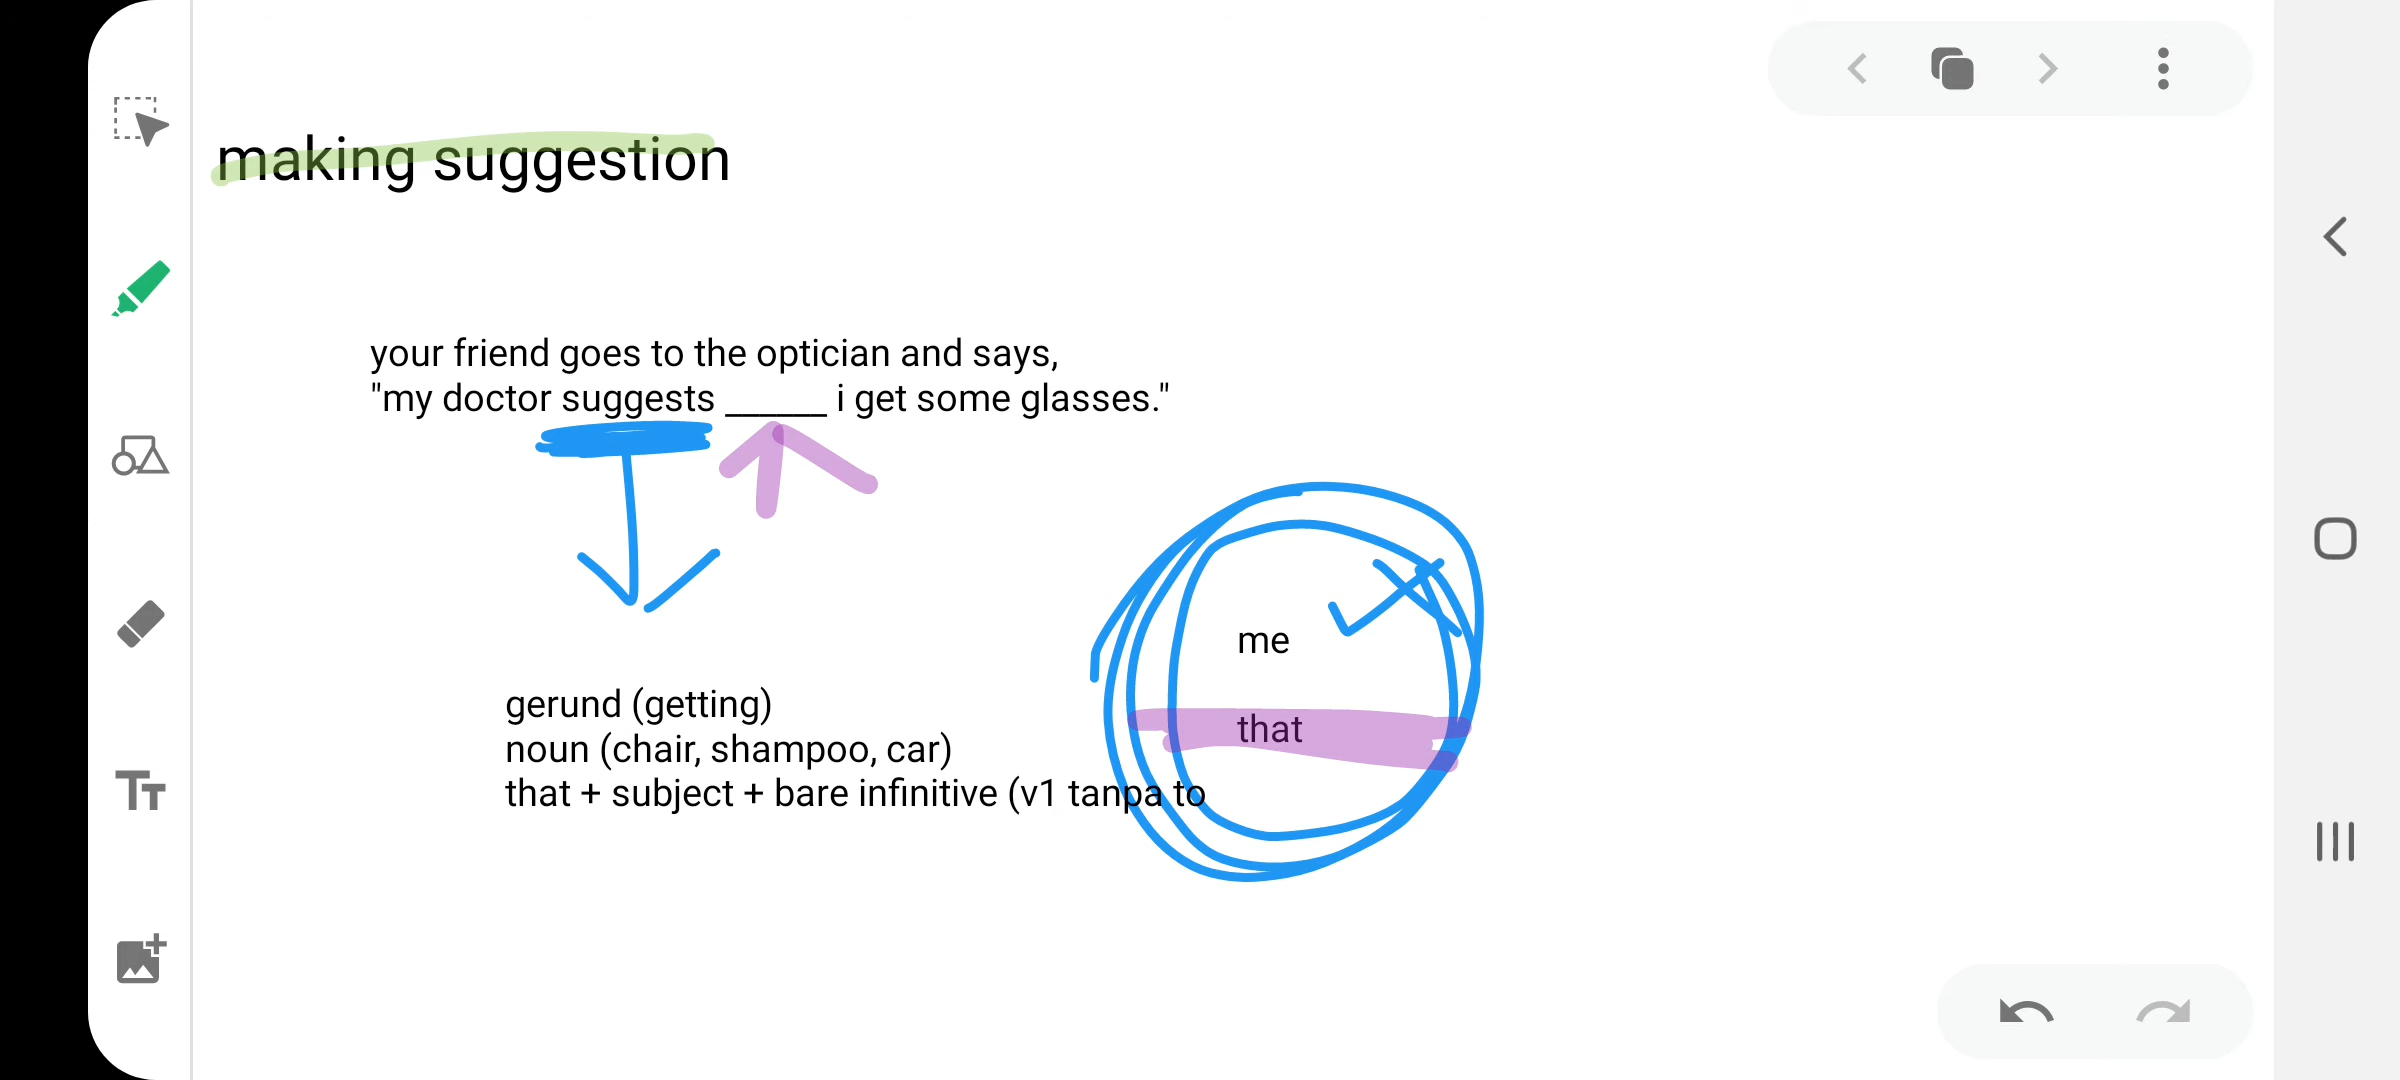 making suggestion
your friend goes to the optician and says,
"my doctor suggests ______ i get some glasses."
me
that
gerund (getting)
noun (chair, shampoo, car)
that + subject + bare infinitive (v1 tanpa to